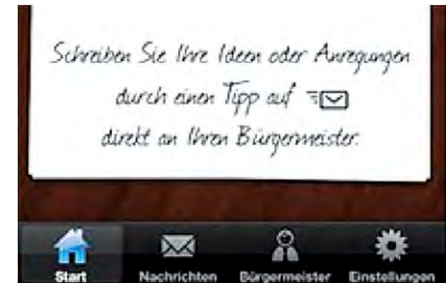 Schreiben Sie Ihre Ideen oder Anregungen
durch einen Tipp auf
direkt an Ihren Bürgermeister.
Start Nachrichten Bürgermeister Einstellungen